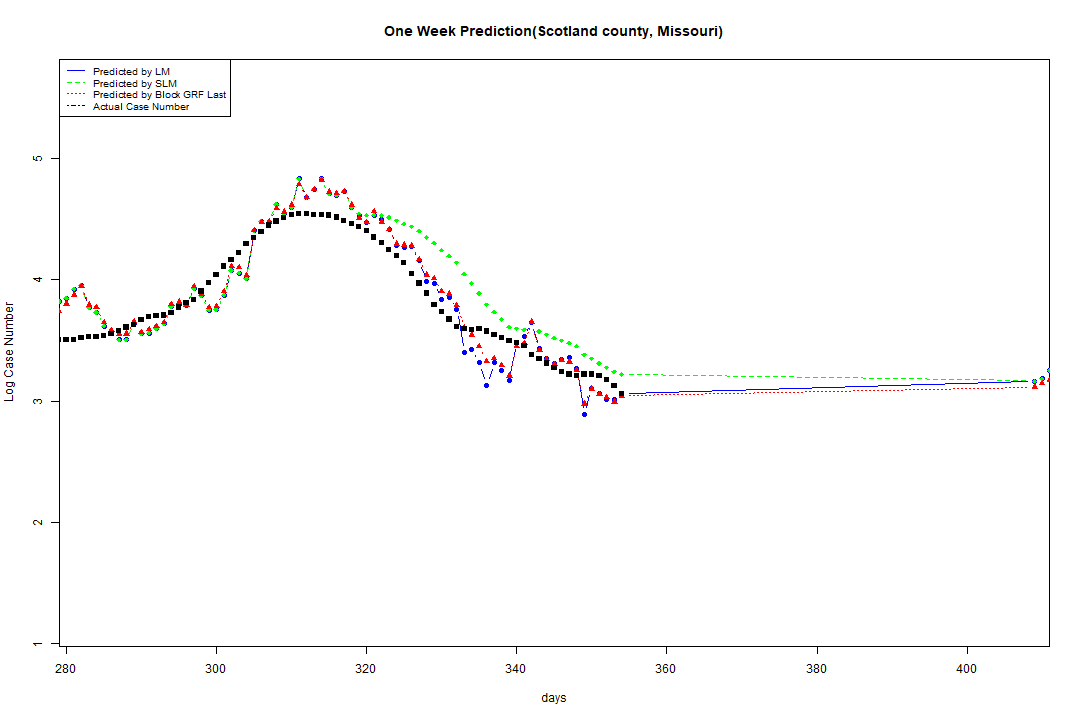 One Week Prediction(Scotland county, Missouri)
Predicted by LM
Predicted by SLM
Predicted by Block GRF Last
Actual Case Number
5
4
3
2
1
Log Case Number
280 300 320 340 360 380 400
days